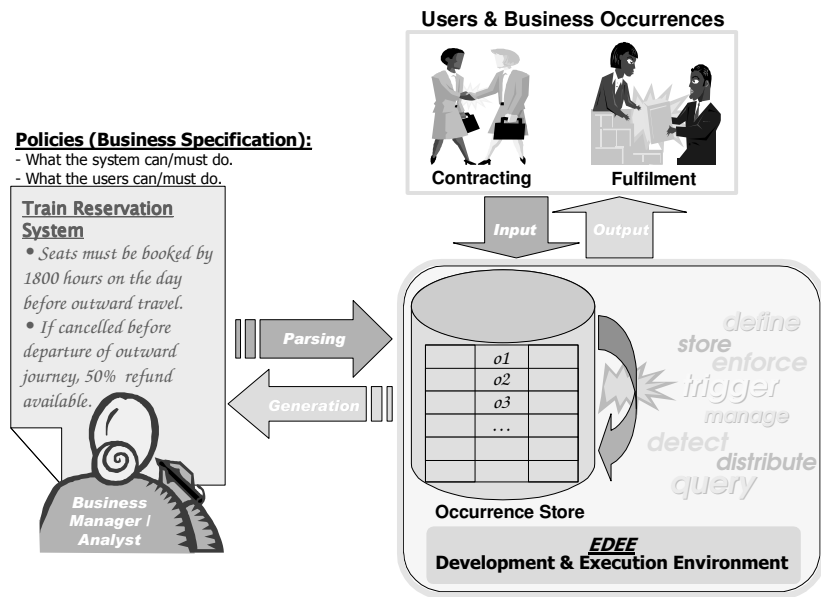 Users & Business Occurrences
Contracting
Fulfilment
Policies (Business Specification):
- What the system can/must do.
- What the users can/must do.
Train Reservation
System
• Seats must be booked by
1800 hours on the day
before outward travel.
• If cancelled before
departure of outward
journey, 50% refund
available.
Business
Manager /
Analyst
Input
Output
Parsing
Generation
o1
o2
o3
...
Occurrence Store
define
store
enforce
trigger
manage
detect
distribute
query
EDEE
Development & Execution Environment